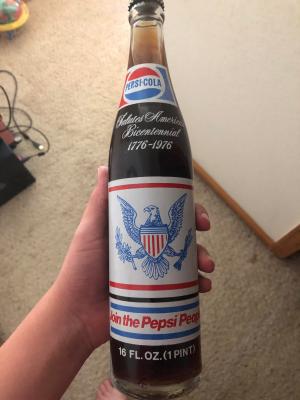 PEPSI-COLA
Salutes America's
Bicentennial
1776-1976
Join the Pepsi People
16 FL. OZ. (1 PINT)